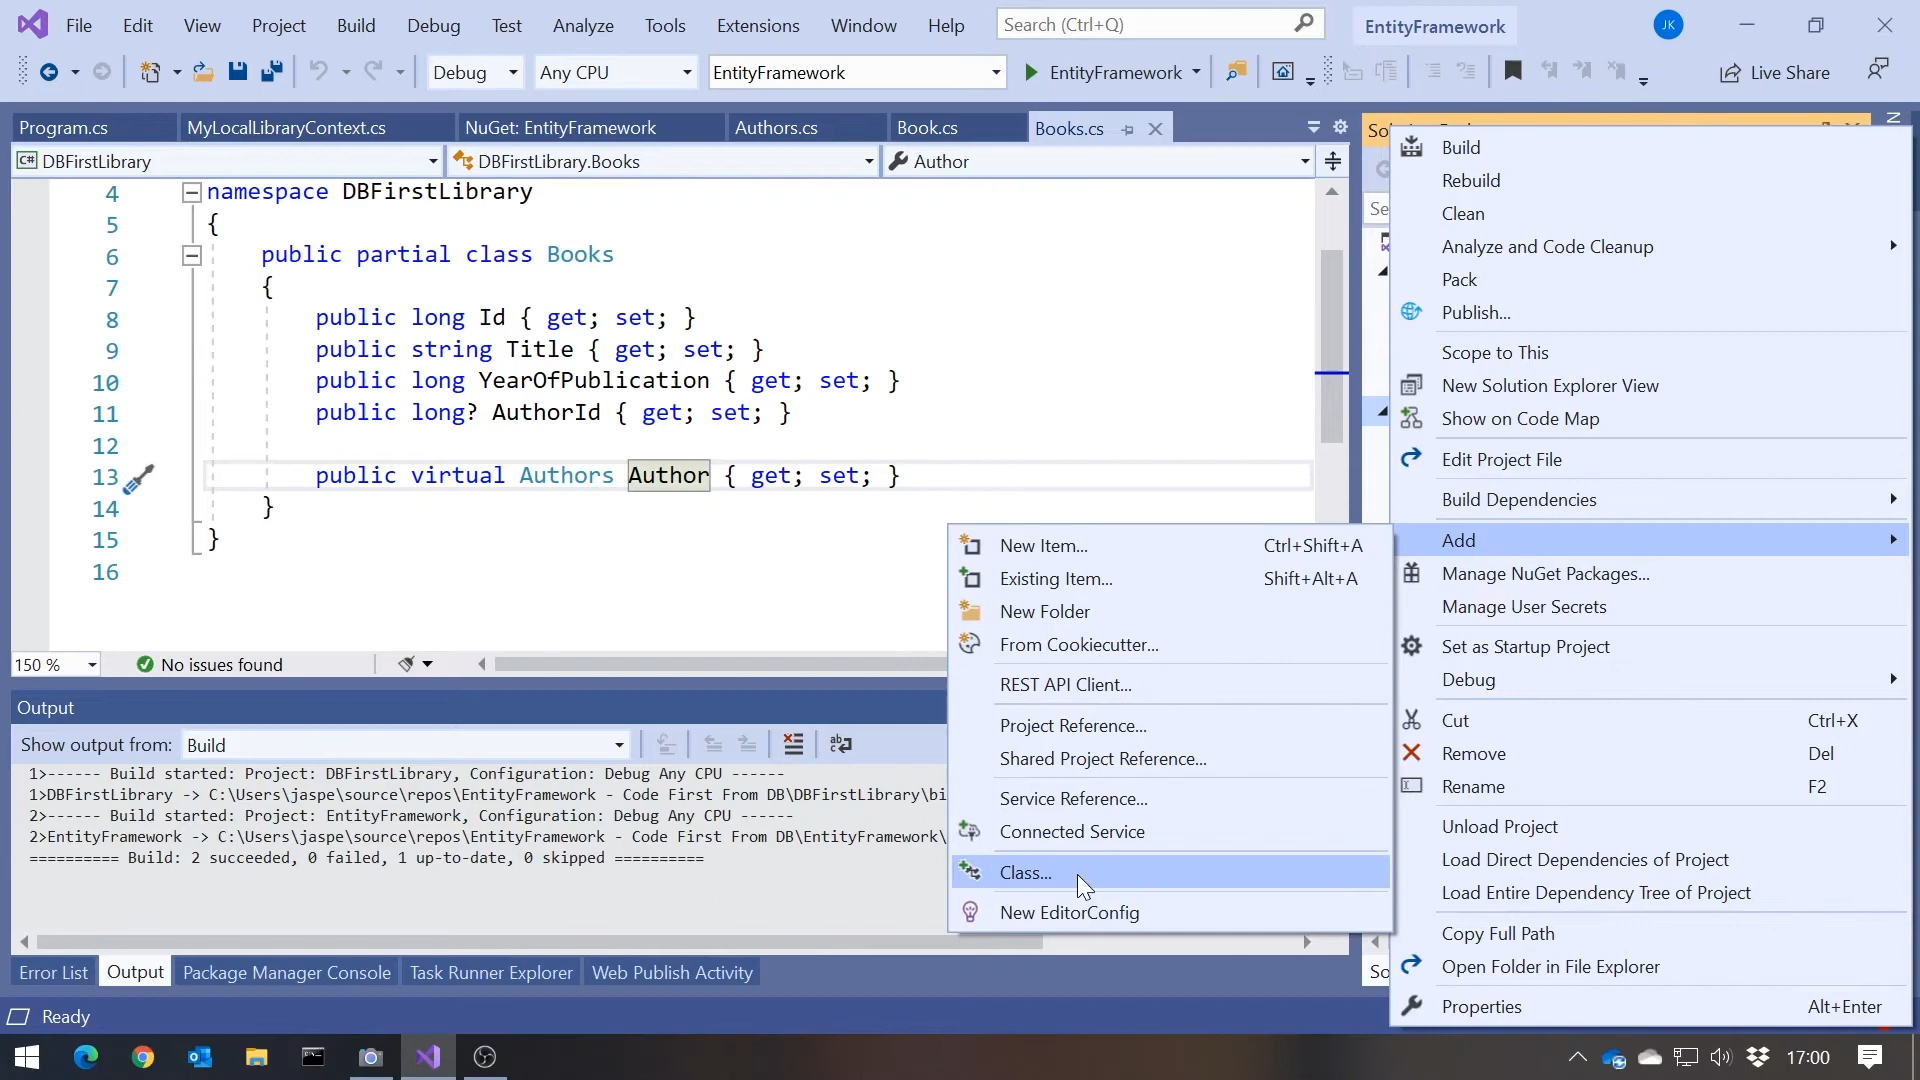 File Edit View Project Build Debug Test Analyze Tools Extensions Window Help Search (Ctrl+Q) EntityFramework JK
Debug Any CPU EntityFramework EntityFramework Live Share
Program.cs MyLocalLibraryContext.cs NuGet: EntityFramework Authors.cs Book.cs Books.cs
C# DBFirstLibrary DBFirstLibrary.Books Author
4 namespace DBFirstLibrary
5 {
6 public partial class Books
7 {
8 public long Id { get; set; }
9 public string Title { get; set; }
10 public long YearOfPublication { get; set; }
11 public long? AuthorId { get; set; }
12
13 public virtual Authors Author { get; set; }
14 }
15 }
16
150 % No issues found
Output
Show output from: Build
1>------ Build started: Project: DBFirstLibrary, Configuration: Debug Any CPU ------
1>DBFirstLibrary -> C:\Users\jaspe\source\repos\EntityFramework - Code First From DB\DBFirstLibrary\bi
2>------ Build started: Project: EntityFramework, Configuration: Debug Any CPU ------
2>EntityFramework -> C:\Users\jaspe\source\repos\EntityFramework - Code First From DB\EntityFramework\
========== Build: 2 succeeded, 0 failed, 1 up-to-date, 0 skipped ==========
Error List Output Package Manager Console Task Runner Explorer Web Publish Activity
Ready
New Item... Ctrl+Shift+A
Existing Item... Shift+Alt+A
New Folder
From Cookiecutter...
REST API Client...
Project Reference...
Shared Project Reference...
Service Reference...
Connected Service
Class...
New EditorConfig
Build
Rebuild
Clean
Analyze and Code Cleanup
Pack
Publish...
Scope to This
New Solution Explorer View
Show on Code Map
Edit Project File
Build Dependencies
Add
Manage NuGet Packages...
Manage User Secrets
Set as Startup Project
Debug
Cut Ctrl+X
Remove Del
Rename F2
Unload Project
Load Direct Dependencies of Project
Load Entire Dependency Tree of Project
Copy Full Path
Open Folder in File Explorer
Properties Alt+Enter
17:00